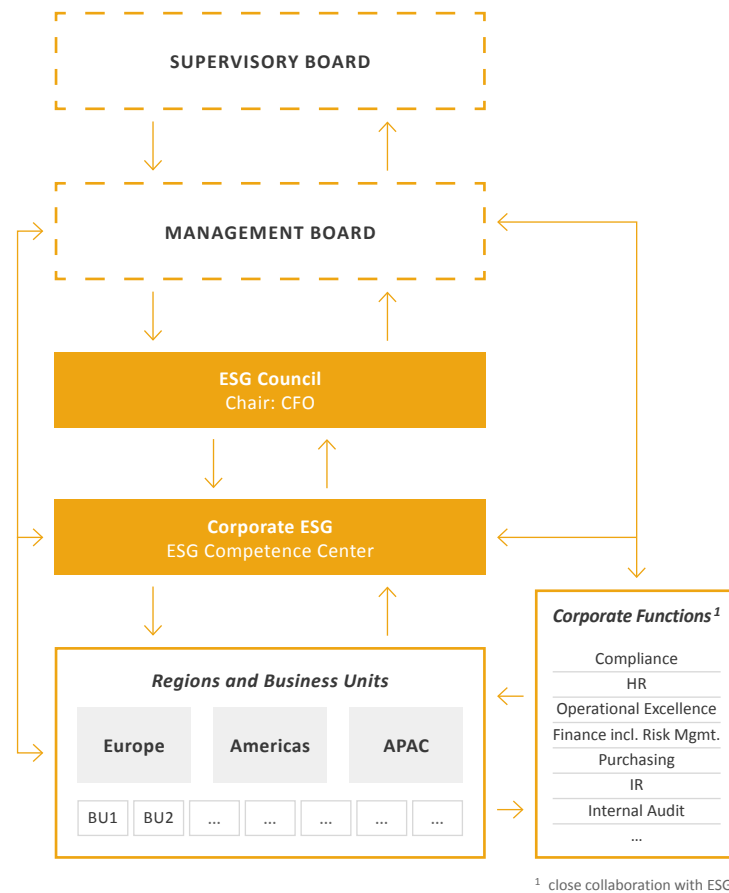 SUPERVISORY BOARD
MANAGEMENT BOARD
ESG Council
Chair: CFO
Corporate ESG
ESG Competence Center
Regions and Business Units
Europe
Americas
APAC
BU1
BU2
...
...
...
...
...
Corporate Functions¹
Compliance
HR
Operational Excellence
Finance incl. Risk Mgmt.
Purchasing
IR
Internal Audit
...
¹ close collaboration with ESG